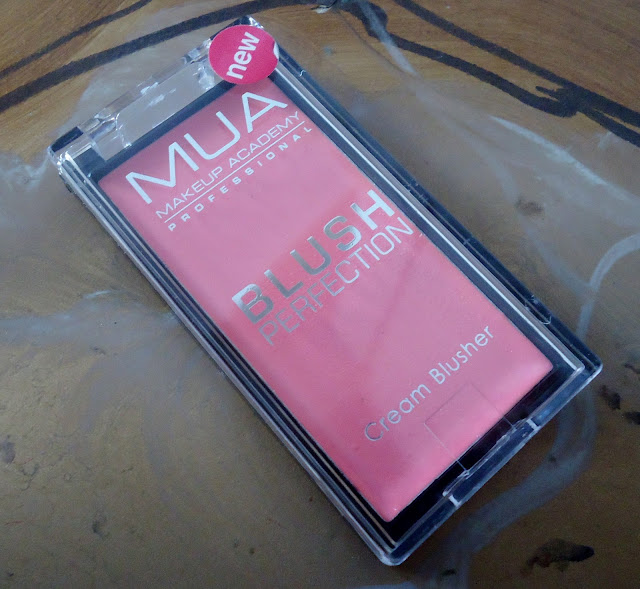 new
MUA
MAKEUP ACADEMY
PROFESSIONAL
BLUSH
PERFECTION
Cream Blusher